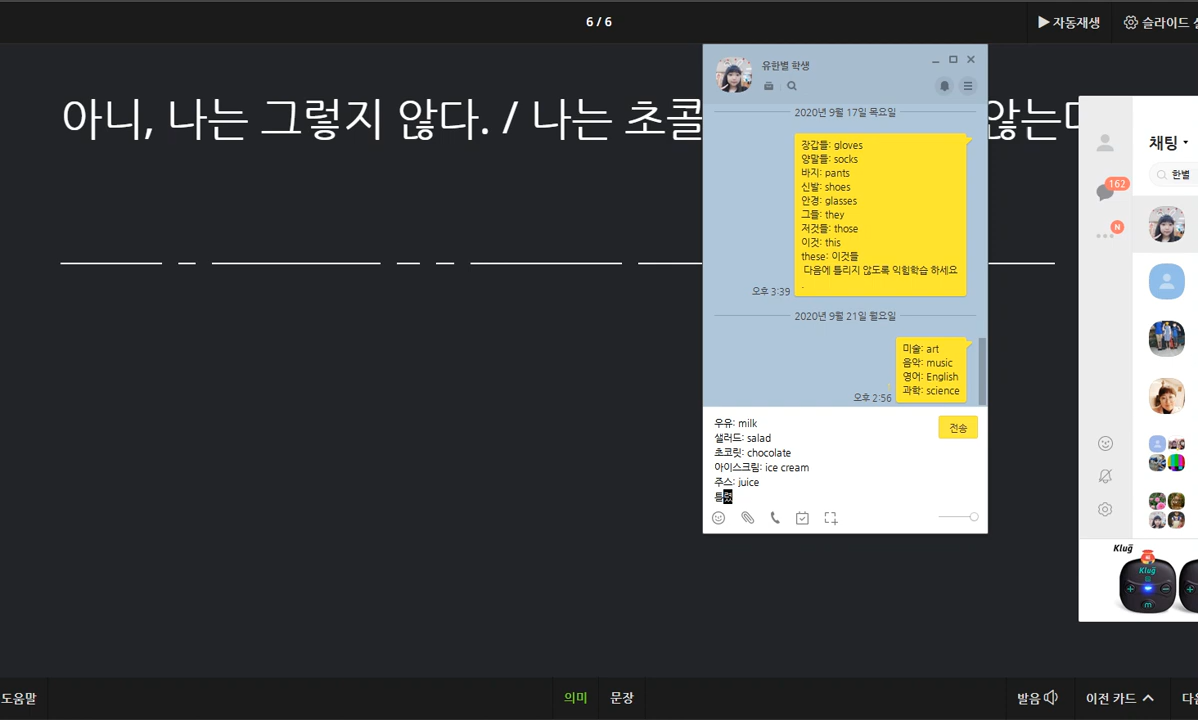 6 / 6
▶ 자동재생
슬라이드
아니, 나는 그렇지 않다. / 나는 초콜
않는다
유한별 학생
2020년 9월 17일 목요일
장갑들: gloves
양말들: socks
바지: pants
신발: shoes
안경: glasses
그들: they
저것들: those
이것: this
these: 이것들
다음에 틀리지 않도록 익힘학습 하세요
.
오후 3:39
2020년 9월 21일 월요일
미술: art
음악: music
영어: English
과학: science
오후 2:56
우유: milk
샐러드: salad
초코릿: chocolate
아이스크림: ice cream
주스: juice
전송
채팅
한별
162
N
Klug
Klug
m
도움말
의미
문장
발음
이전 카드